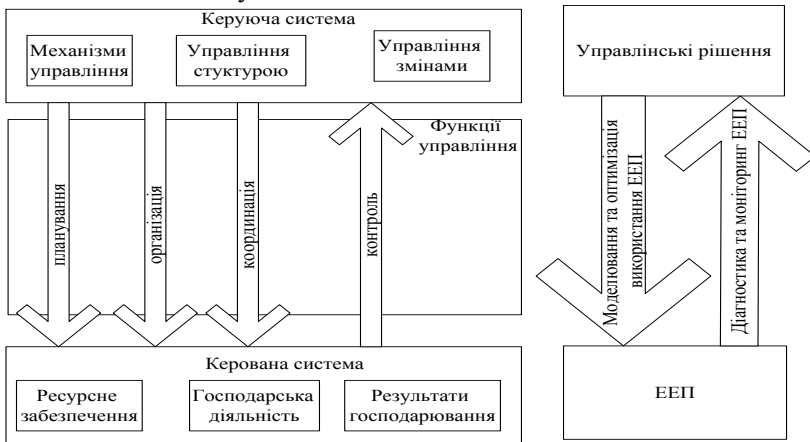 Керуюча система
Механізми
управління
Управління
стуктурою
Управління
змінами
Функції
управління
планування
організація
координація
контроль
Керована система
Ресурсне
забезпечення
Господарська
діяльність
Результати
господарювання
Управлінські рішення
Моделювання та оптимізація
використання ЕЕП
Діагностика та моніторинг ЕЕП
ЕЕП